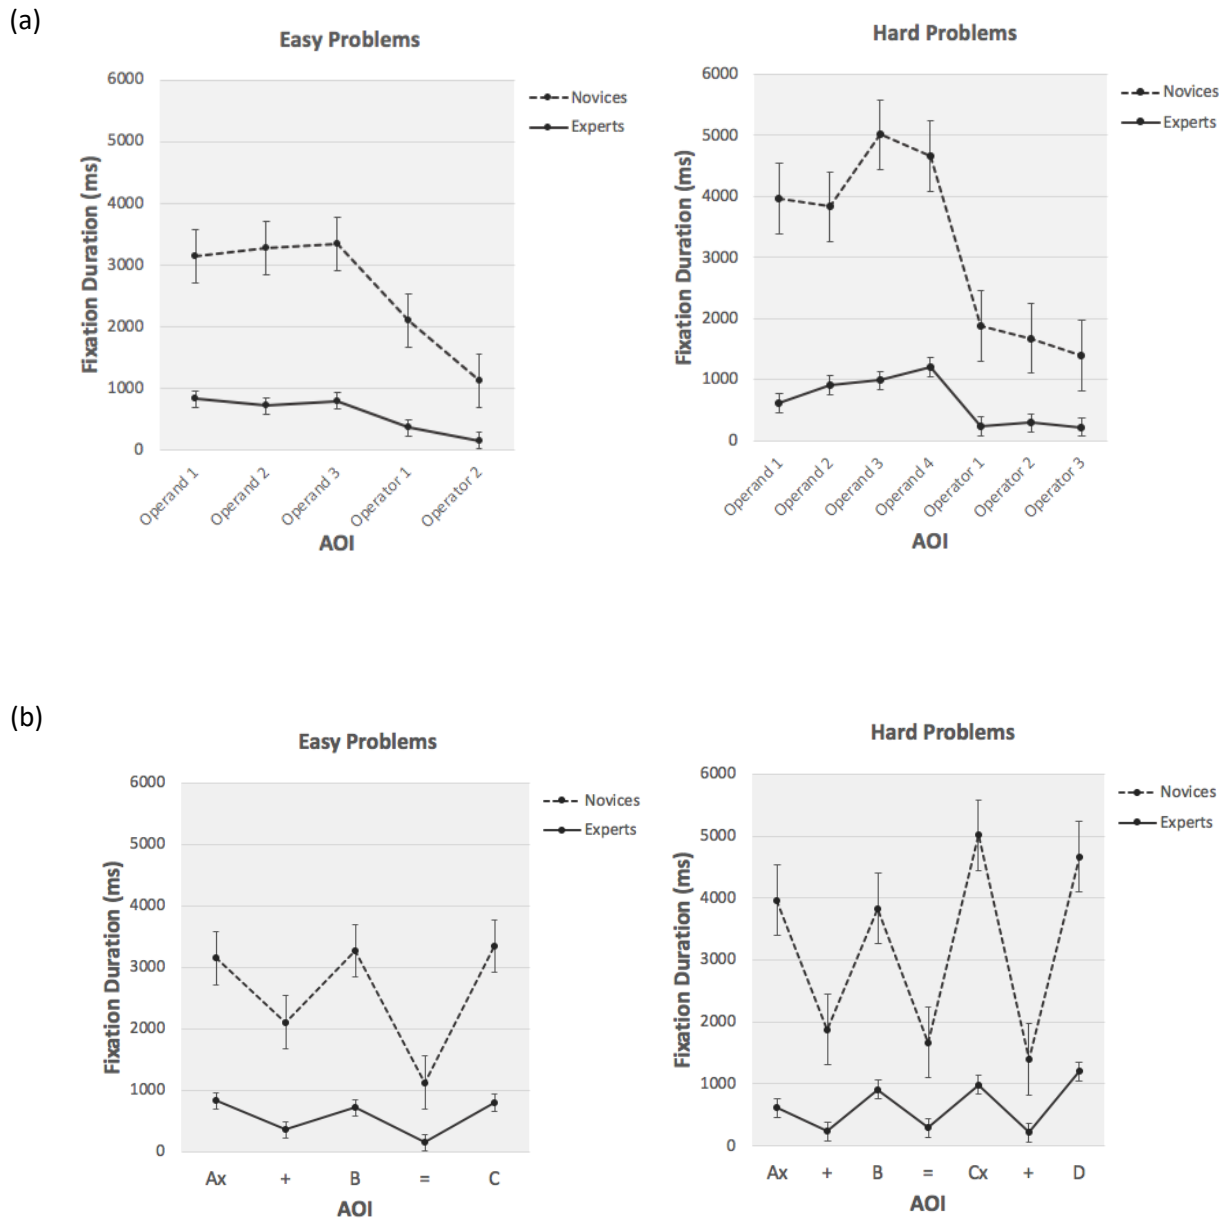 (a)
Easy Problems
Fixation Duration (ms)
6000
5000
4000
3000
2000
1000
0
Operand 1
Operand 2
Operand 3
Operator 1
Operator 2
AOI
Novices
Experts
Hard Problems
Fixation Duration (ms)
6000
5000
4000
3000
2000
1000
0
Operand 1
Operand 2
Operand 3
Operand 4
Operator 1
Operator 2
Operator 3
AOI
Novices
Experts
(b)
Easy Problems
Fixation Duration (ms)
6000
5000
4000
3000
2000
1000
0
Ax + B = C
AOI
Novices
Experts
Hard Problems
Fixation Duration (ms)
6000
5000
4000
3000
2000
1000
0
Ax + B = Cx + D
AOI
Novices
Experts